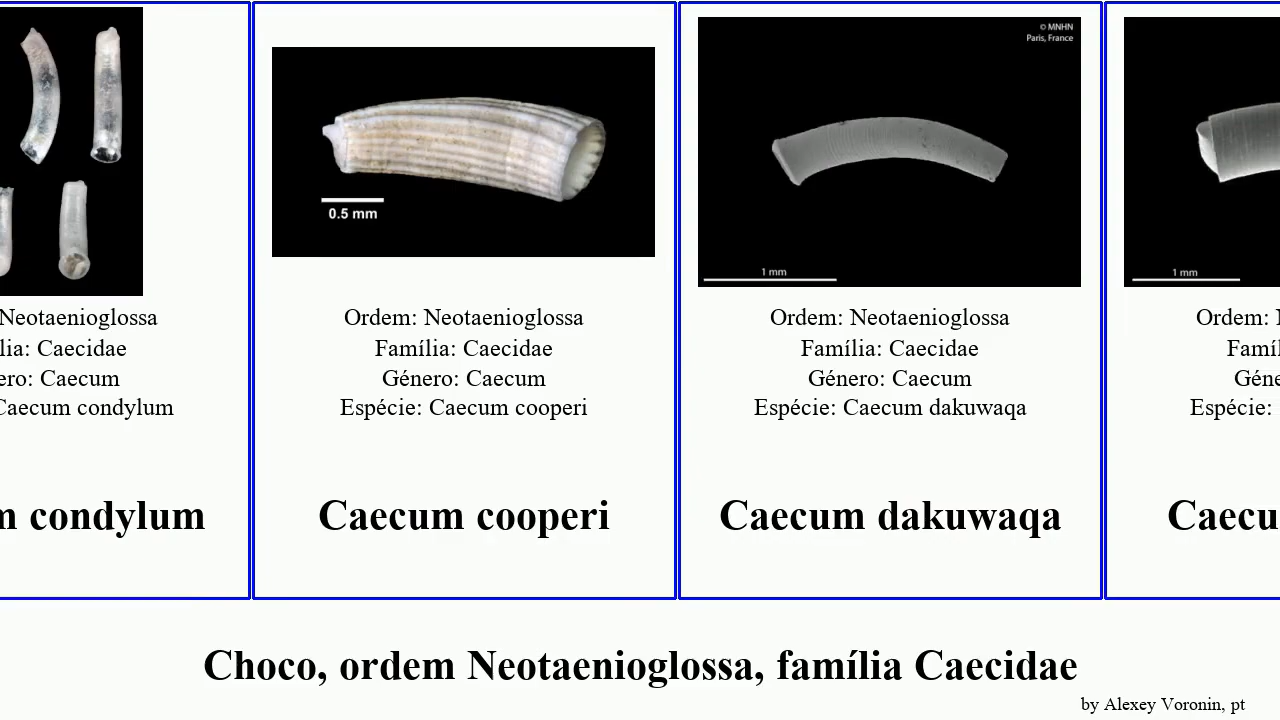 Neotaenioglossa
lia: Caecidae
ero: Caecum
Caecum condylum
m condylum
0.5 mm
Ordem: Neotaenioglossa
Família: Caecidae
Género: Caecum
Espécie: Caecum cooperi
Caecum cooperi
© MNHN
Paris, France
1 mm
Ordem: Neotaenioglossa
Família: Caecidae
Género: Caecum
Espécie: Caecum dakuwaqa
Caecum dakuwaqa
1 mm
Ordem:
Famíl
Géne
Espécie:
Caecu
Choco, ordem Neotaenioglossa, família Caecidae
by Alexey Voronin, pt